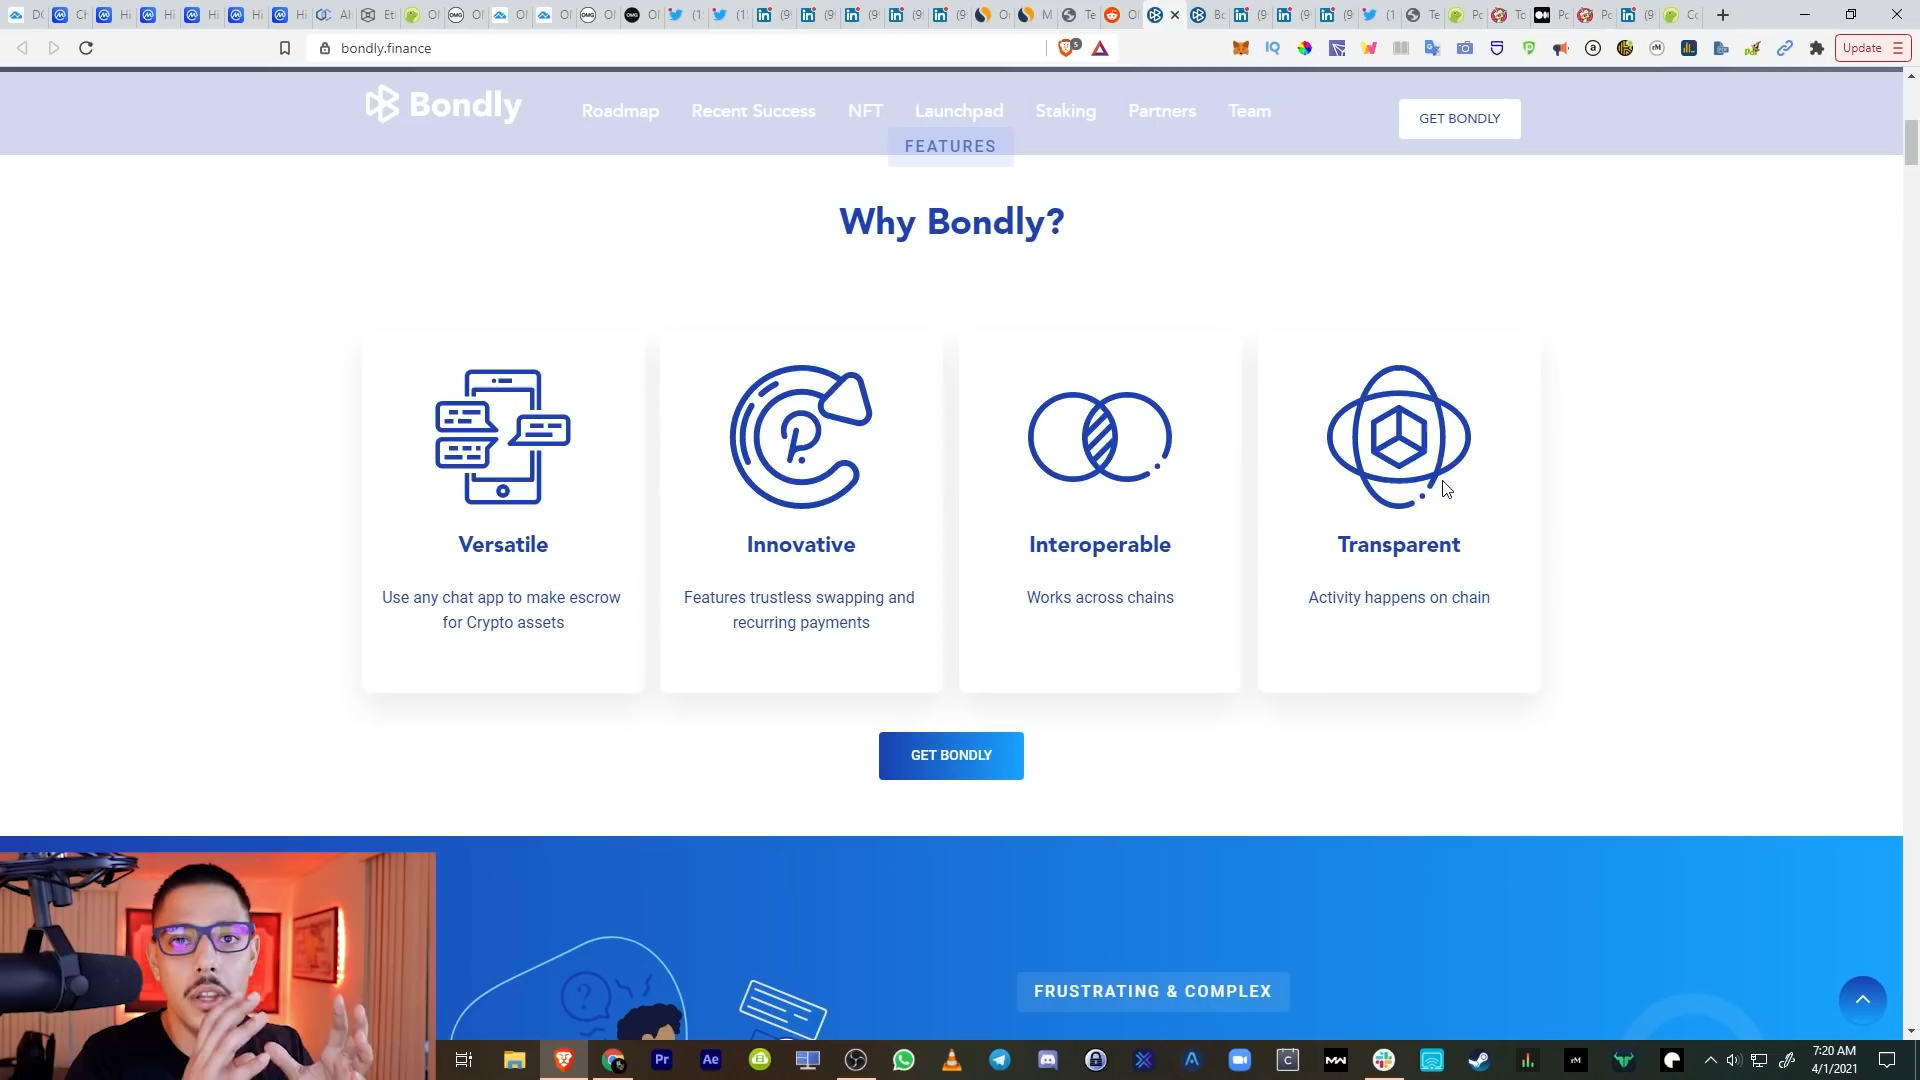 bondly.finance
Update
Bondly
Roadmap
Recent Success
NFT
Launchpad
Staking
Partners
Team
GET BONDLY
FEATURES
Why Bondly?
Versatile
Use any chat app to make escrow
for Crypto assets
Innovative
Features trustless swapping and
recurring payments
Interoperable
Works across chains
Transparent
Activity happens on chain
GET BONDLY
FRUSTRATING & COMPLEX
7:20 AM
4/1/2021